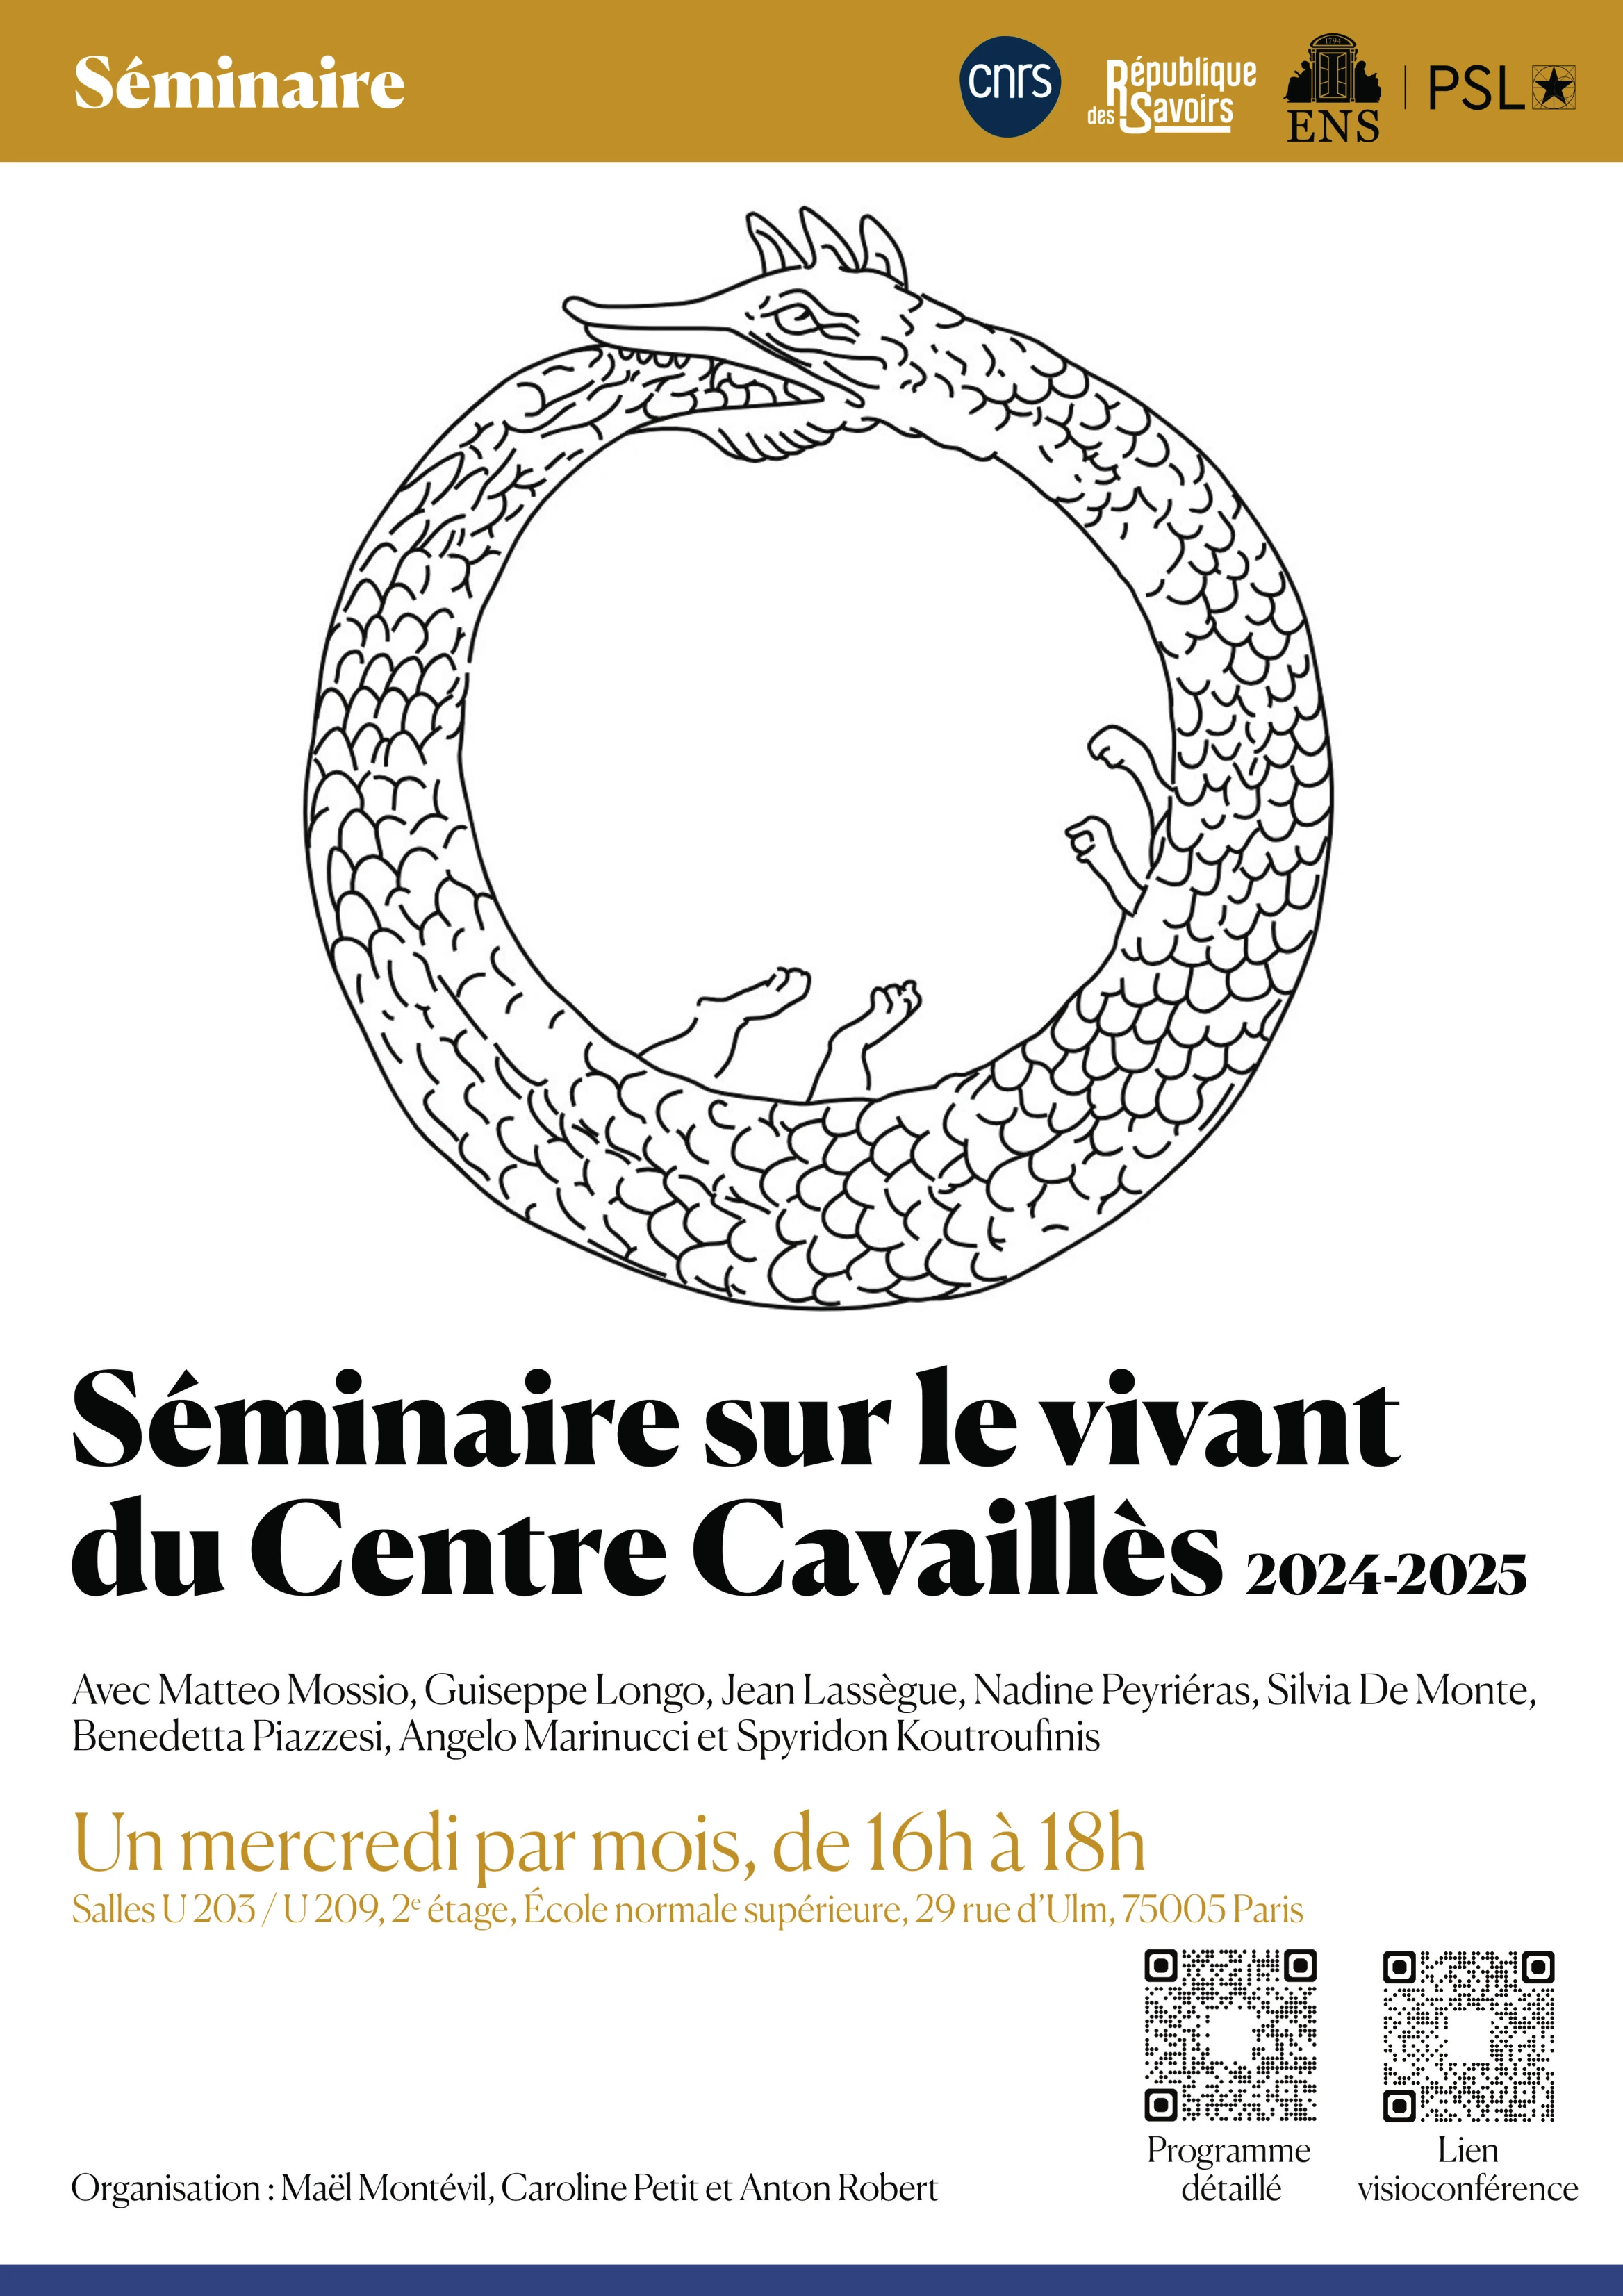 Séminaire
cnrs
République
des Savoirs
1794
ENS
PSL
Séminaire sur le vivant
du Centre Cavaillès 2024-2025
Avec Matteo Mossio, Guiseppe Longo, Jean Lassègue, Nadine Peyriéras, Silvia De Monte,
Benedetta Piazzesi, Angelo Marinucci et Spyridon Koutroufinis
Un mercredi par mois, de 16h à 18h
Salles U 203 / U 209, 2e étage, École normale supérieure, 29 rue d’Ulm, 75005 Paris
Programme
détaillé
Lien
visioconférence
Organisation : Maël Montévil, Caroline Petit et Anton Robert